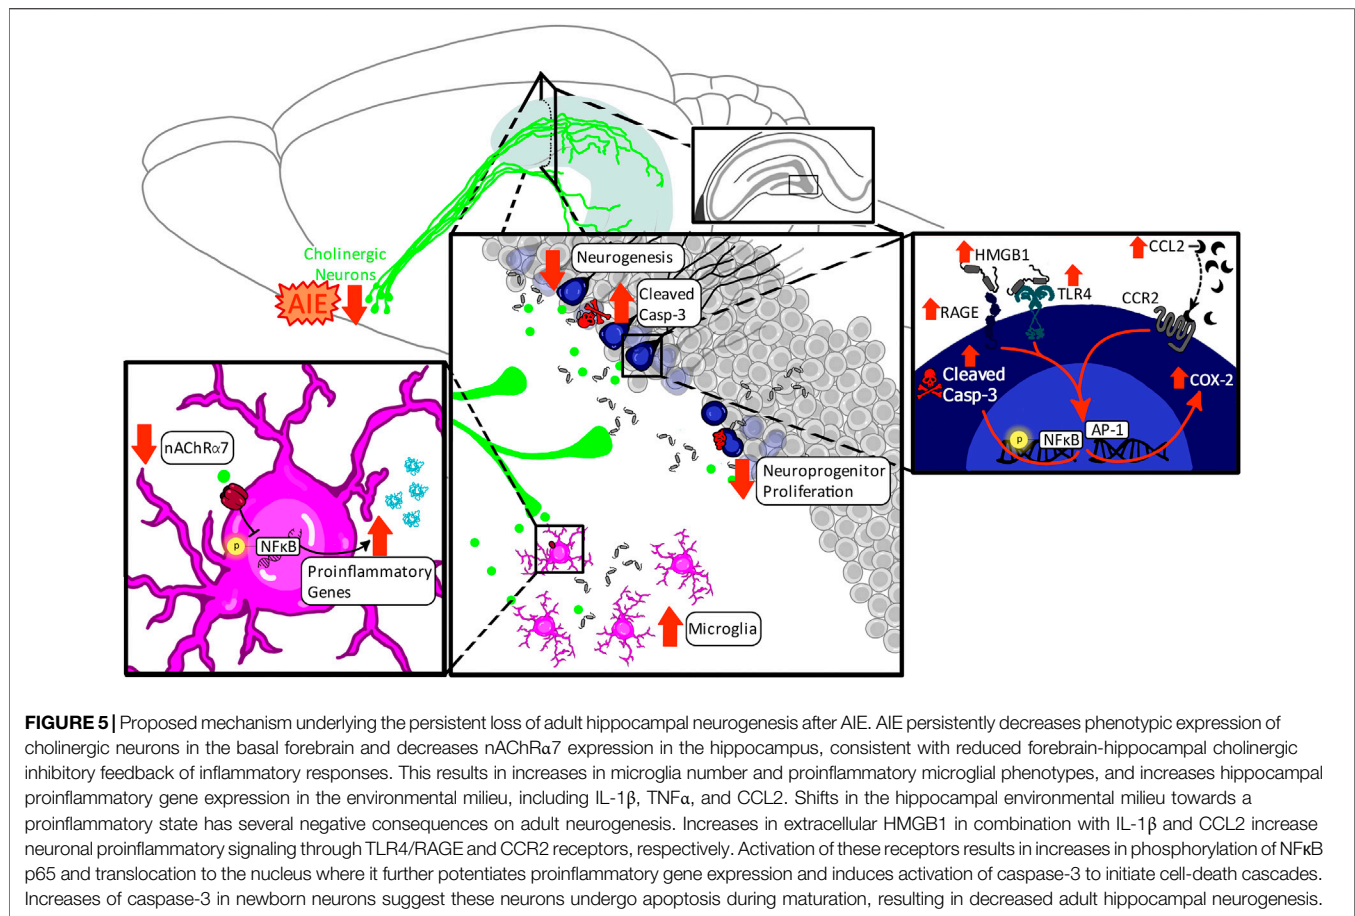 Cholinergic
Neurons
AIE
Neurogenesis
Cleaved
Casp-3
Neuroprogenitor
Proliferation
Microglia
nAChRα7
P
NFκB
Proinflammatory
Genes
HMGB1
CCL2
TLR4
RAGE
CCR2
Cleaved
Casp-3
COX-2
AP-1
P
NFκB
FIGURE 5 | Proposed mechanism underlying the persistent loss of adult hippocampal neurogenesis after AIE. AIE persistently decreases phenotypic expression of
cholinergic neurons in the basal forebrain and decreases nAChRα7 expression in the hippocampus, consistent with reduced forebrain-hippocampal cholinergic
inhibitory feedback of inflammatory responses. This results in increases in microglia number and proinflammatory microglial phenotypes, and increases hippocampal
proinflammatory gene expression in the environmental milieu, including IL-1β, TNFα, and CCL2. Shifts in the hippocampal environmental milieu towards a
proinflammatory state has several negative consequences on adult neurogenesis. Increases in extracellular HMGB1 in combination with IL-1β and CCL2 increase
neuronal proinflammatory signaling through TLR4/RAGE and CCR2 receptors, respectively. Activation of these receptors results in increases in phosphorylation of NFκB
p65 and translocation to the nucleus where it further potentiates proinflammatory gene expression and induces activation of caspase-3 to initiate cell-death cascades.
Increases of caspase-3 in newborn neurons suggest these neurons undergo apoptosis during maturation, resulting in decreased adult hippocampal neurogenesis.